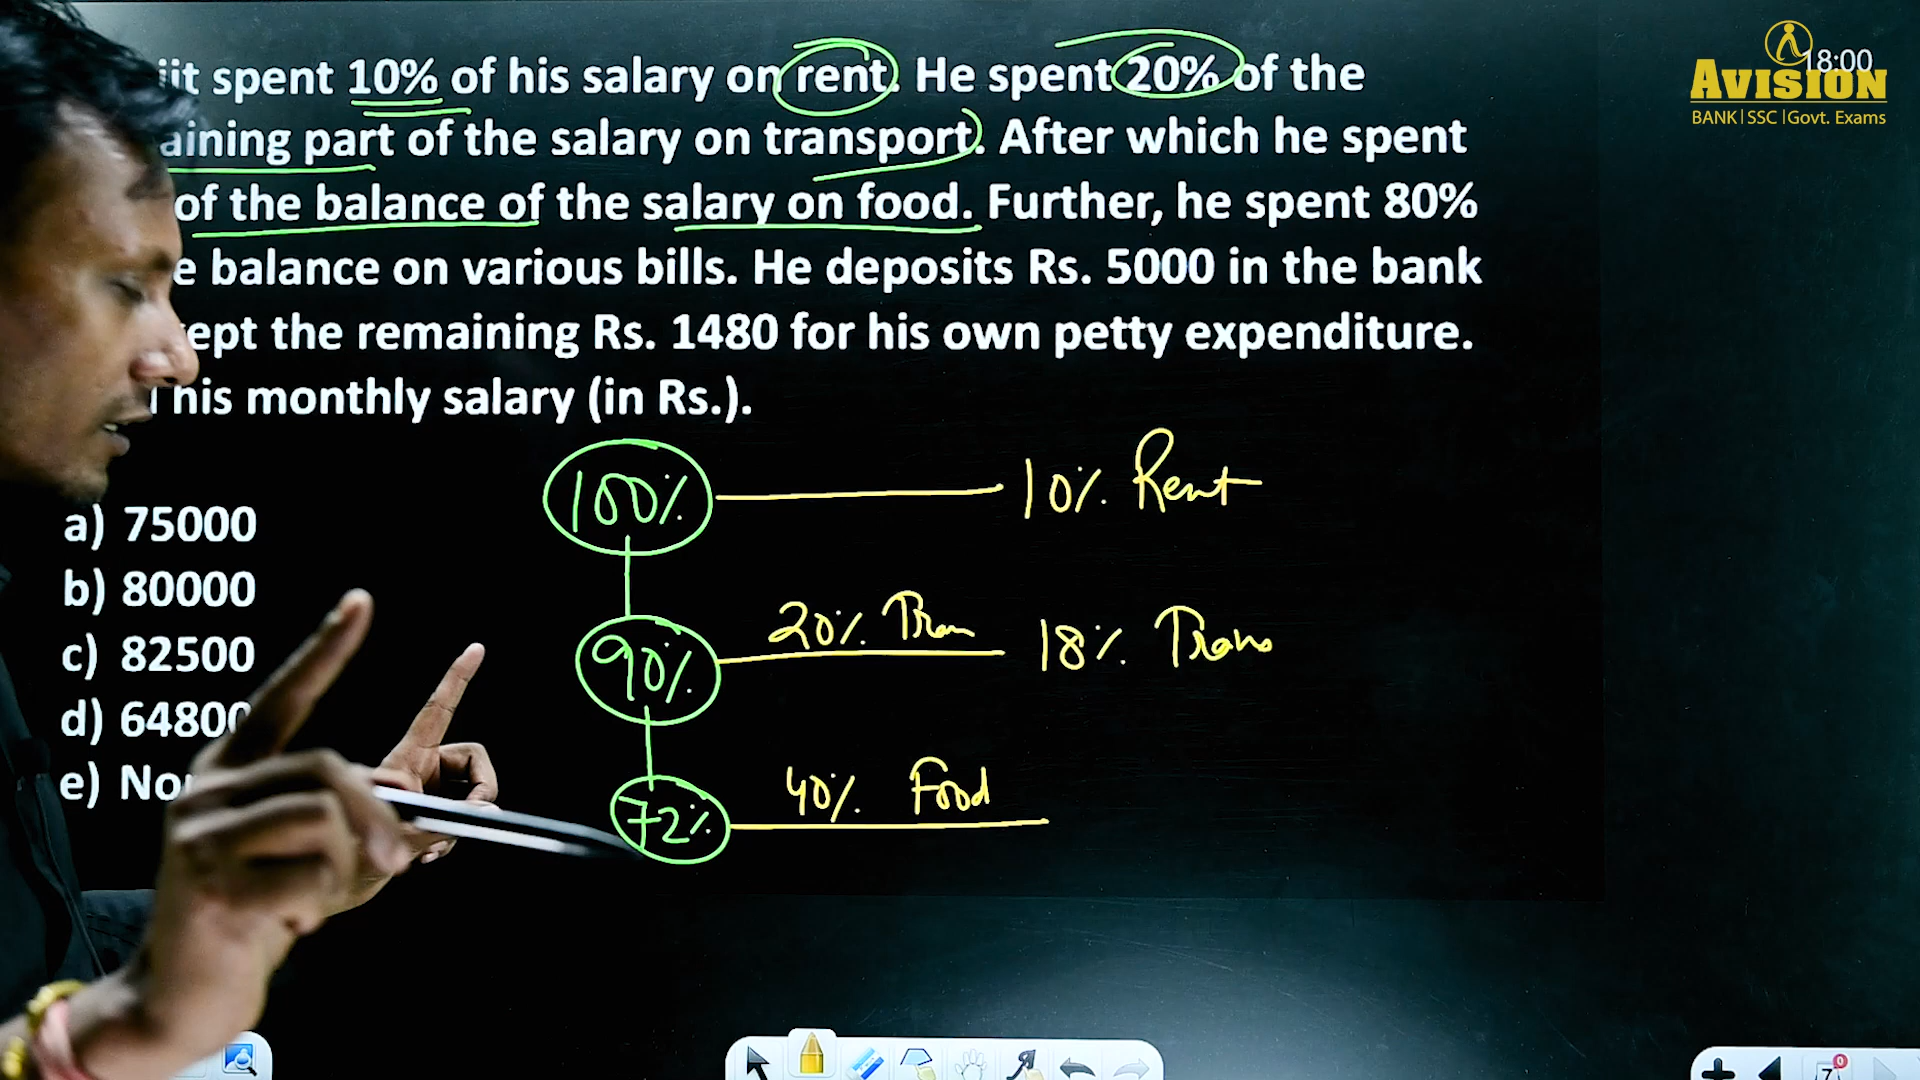 spent 10% of his salary on rent. He spent 20% of the
part of the salary on transport. After which he spent
of the balance of the salary on food. Further, he spent 80%
balance on various bills. He deposits Rs. 5000 in the bank
the remaining Rs. 1480 for his own petty expenditure.
his monthly salary (in Rs.).
a) 75000
b) 80000
c) 82500
d) 64800
e)
100% 10% Rent
90% 20% Tran 18% Trans
72% 40% Food
18:00
AVISION
BANK|SSC|Govt. Exams
7
0